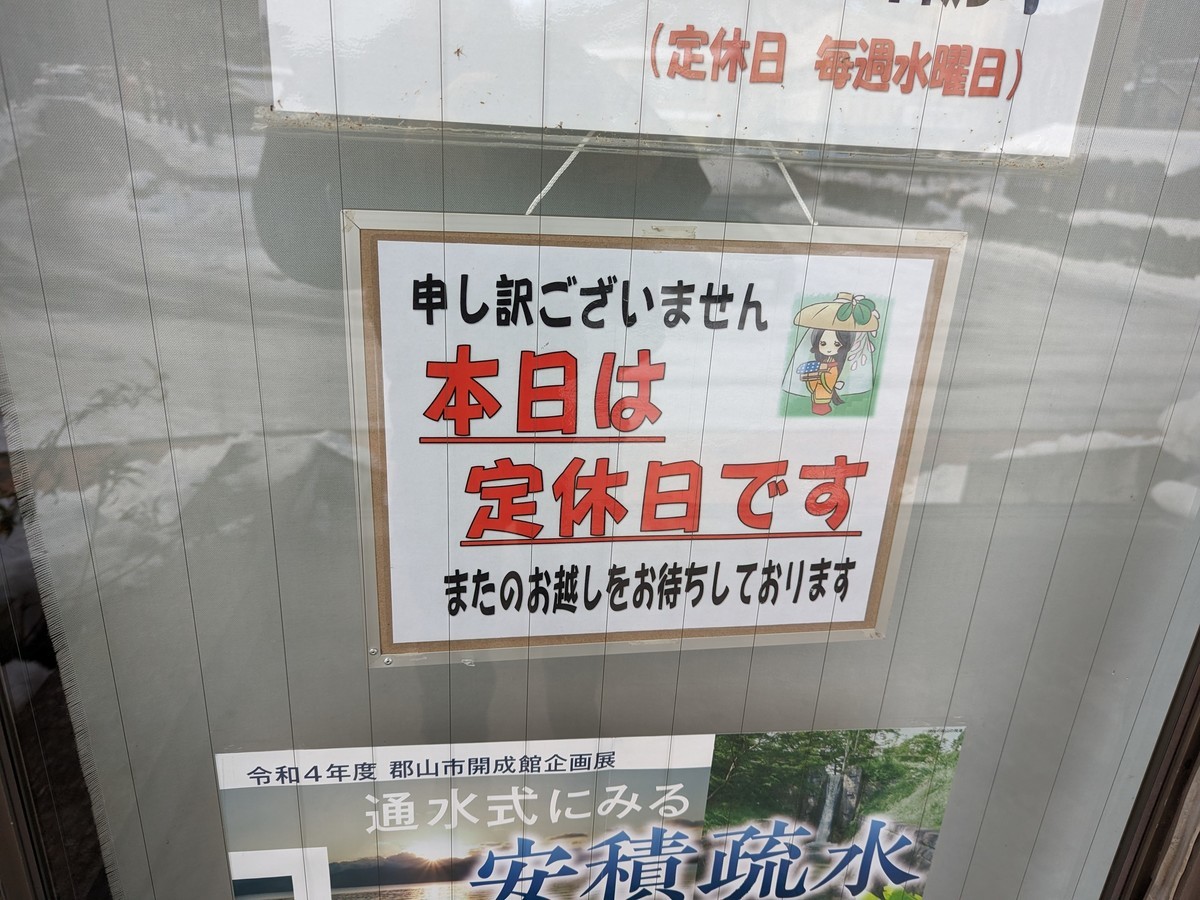 (定休日 毎週水曜日)
申し訳ございません
本日は
定休日です
またのお越しをお待ちしております
令和4年度 郡山市開成館企画展
通水式にみる
安積疏水